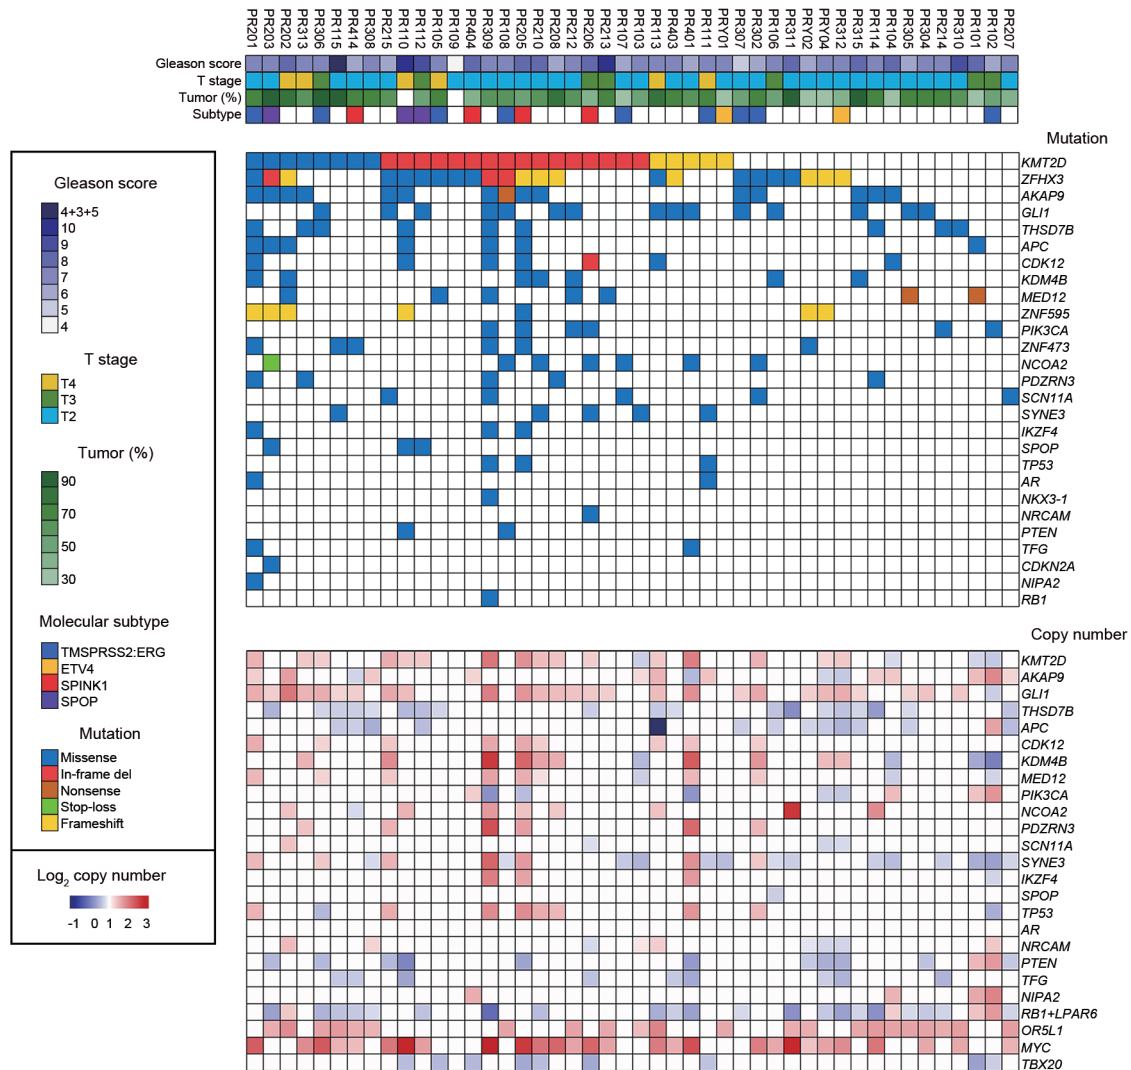 PR201 PR203 PR202 PR313 PR306 PR115 PR414 PR308 PR215 PR110 PR112 PR105 PR109 PR404 PR309 PR108 PR205 PR210 PR208 PR212 PR206 PR213 PR107 PR103 PR113 PR403 PR401 PR111 PRY01 PR307 PR302 PR106 PR311 PRY02 PRY04 PR312 PR315 PR114 PR104 PR305 PR304 PR214 PR310 PR101 PR102 PR207
Gleason score
T stage
Tumor (%)
Subtype
Gleason score
4+3+5
10
9
8
7
6
5
4
T stage
T4
T3
T2
Tumor (%)
90
70
50
30
Molecular subtype
TMSPRSS2:ERG
ETV4
SPINK1
SPOP
Mutation
Missense
In-frame del
Nonsense
Stop-loss
Frameshift
Log2 copy number
-1 0 1 2 3
Mutation
KMT2D
ZFHX3
AKAP9
GLI1
THSD7B
APC
CDK12
KDM4B
MED12
ZNF595
PIK3CA
ZNF473
NCOA2
PDZRN3
SCN11A
SYNE3
IKZF4
SPOP
TP53
AR
NKX3-1
NRCAM
PTEN
TFG
CDKN2A
NIPA2
RB1
Copy number
KMT2D
AKAP9
GLI1
THSD7B
APC
CDK12
KDM4B
MED12
PIK3CA
NCOA2
PDZRN3
SCN11A
SYNE3
IKZF4
SPOP
TP53
AR
NRCAM
PTEN
TFG
NIPA2
RB1+LPAR6
OR5L1
MYC
TBX20